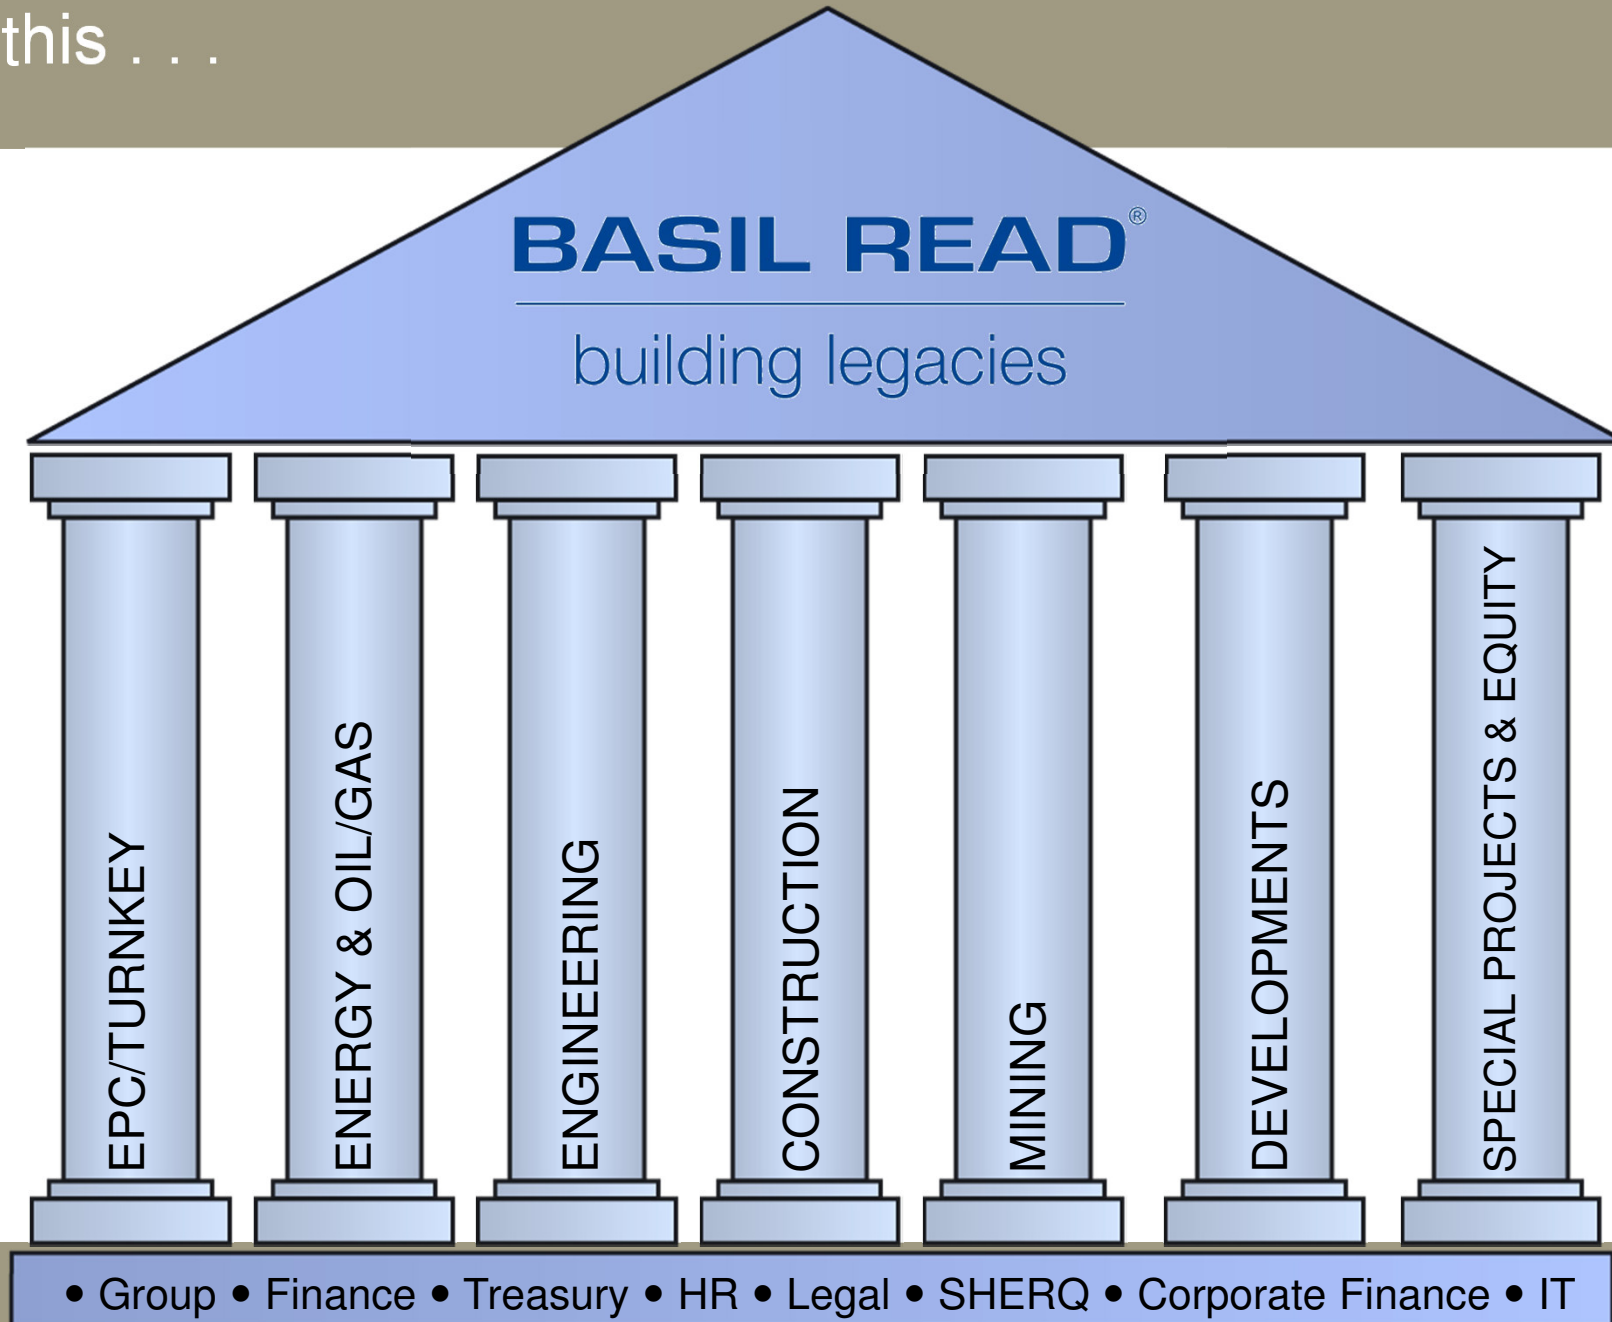 this . . .
BASIL READ®
building legacies
EPC/TURNKEY
ENERGY & OIL/GAS
ENGINEERING
CONSTRUCTION
MINING
DEVELOPMENTS
SPECIAL PROJECTS & EQUITY
• Group • Finance • Treasury • HR • Legal • SHERQ • Corporate Finance • IT